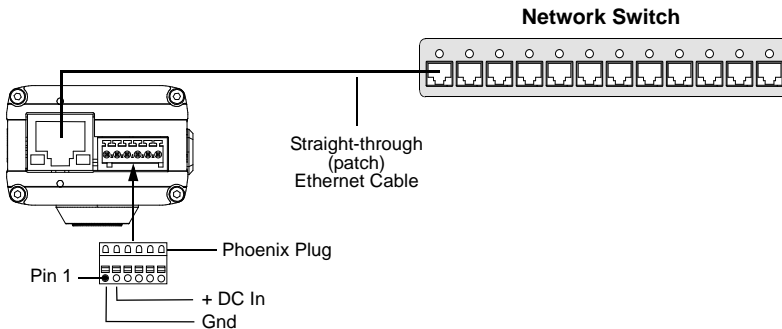 Network Switch
Straight-through
(patch)
Ethernet Cable
Phoenix Plug
Pin 1
+ DC In
Gnd